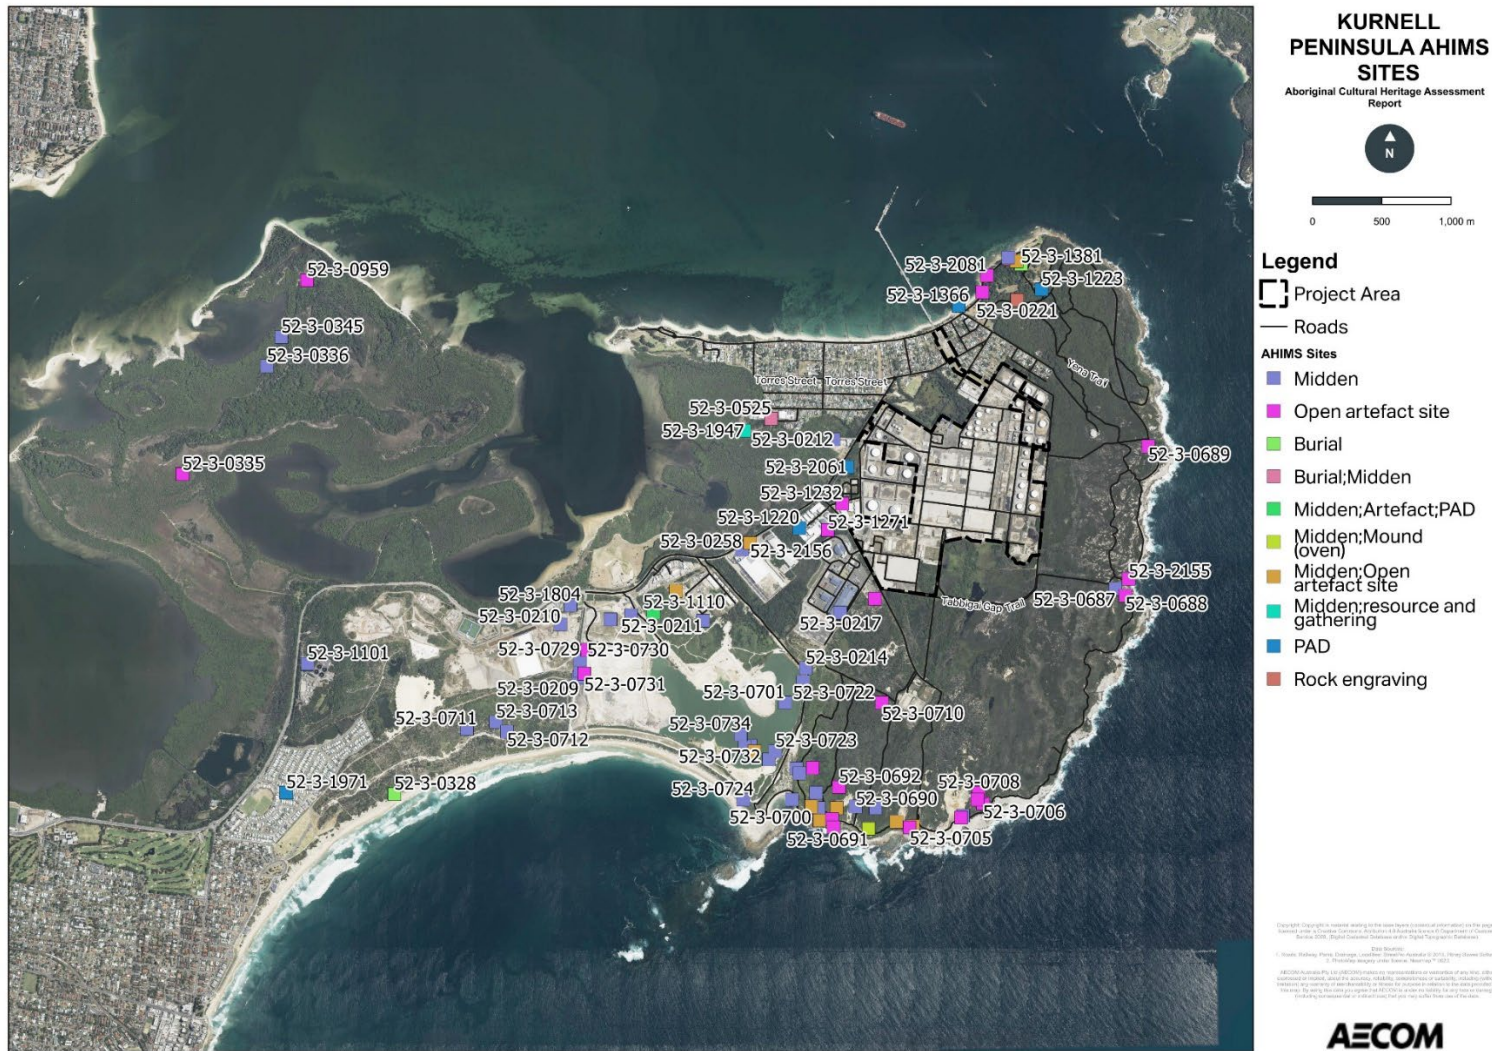 KURNELL
PENINSULA AHIMS
SITES
Aboriginal Cultural Heritage Assessment
Report
N
0 500 1,000 m
Legend
Project Area
Roads
AHIMS Sites
Midden
Open artefact site
Burial
Burial;Midden
Midden;Artefact;PAD
Midden;Mound
(oven)
Midden;Open
artefact site
Midden;resource and
gathering
PAD
Rock engraving
52-3-2081
52-3-1381
52-3-0959
52-3-1223
52-3-1366
52-3-0221
52-3-0345
52-3-0336
Yena Trail
Torres Street
Torres Street
52-3-0525
52-3-1947
52-3-0212
52-3-0689
52-3-2061
52-3-0335
52-3-1232
52-3-1220
52-3-1271
52-3-0258
52-3-2156
52-3-2155
52-3-1804
52-3-1110
52-3-0687
52-3-0688
Tabbigai Gap Trail
52-3-0210
52-3-0211
52-3-0217
52-3-0729
52-3-0730
52-3-1101
52-3-0214
52-3-0209
52-3-0731
52-3-0701
52-3-0722
52-3-0710
52-3-0711
52-3-0713
52-3-0712
52-3-0734
52-3-0723
52-3-0732
52-3-1971
52-3-0328
52-3-0692
52-3-0708
52-3-0724
52-3-0690
52-3-0700
52-3-0706
52-3-0691
52-3-0705
AECOM